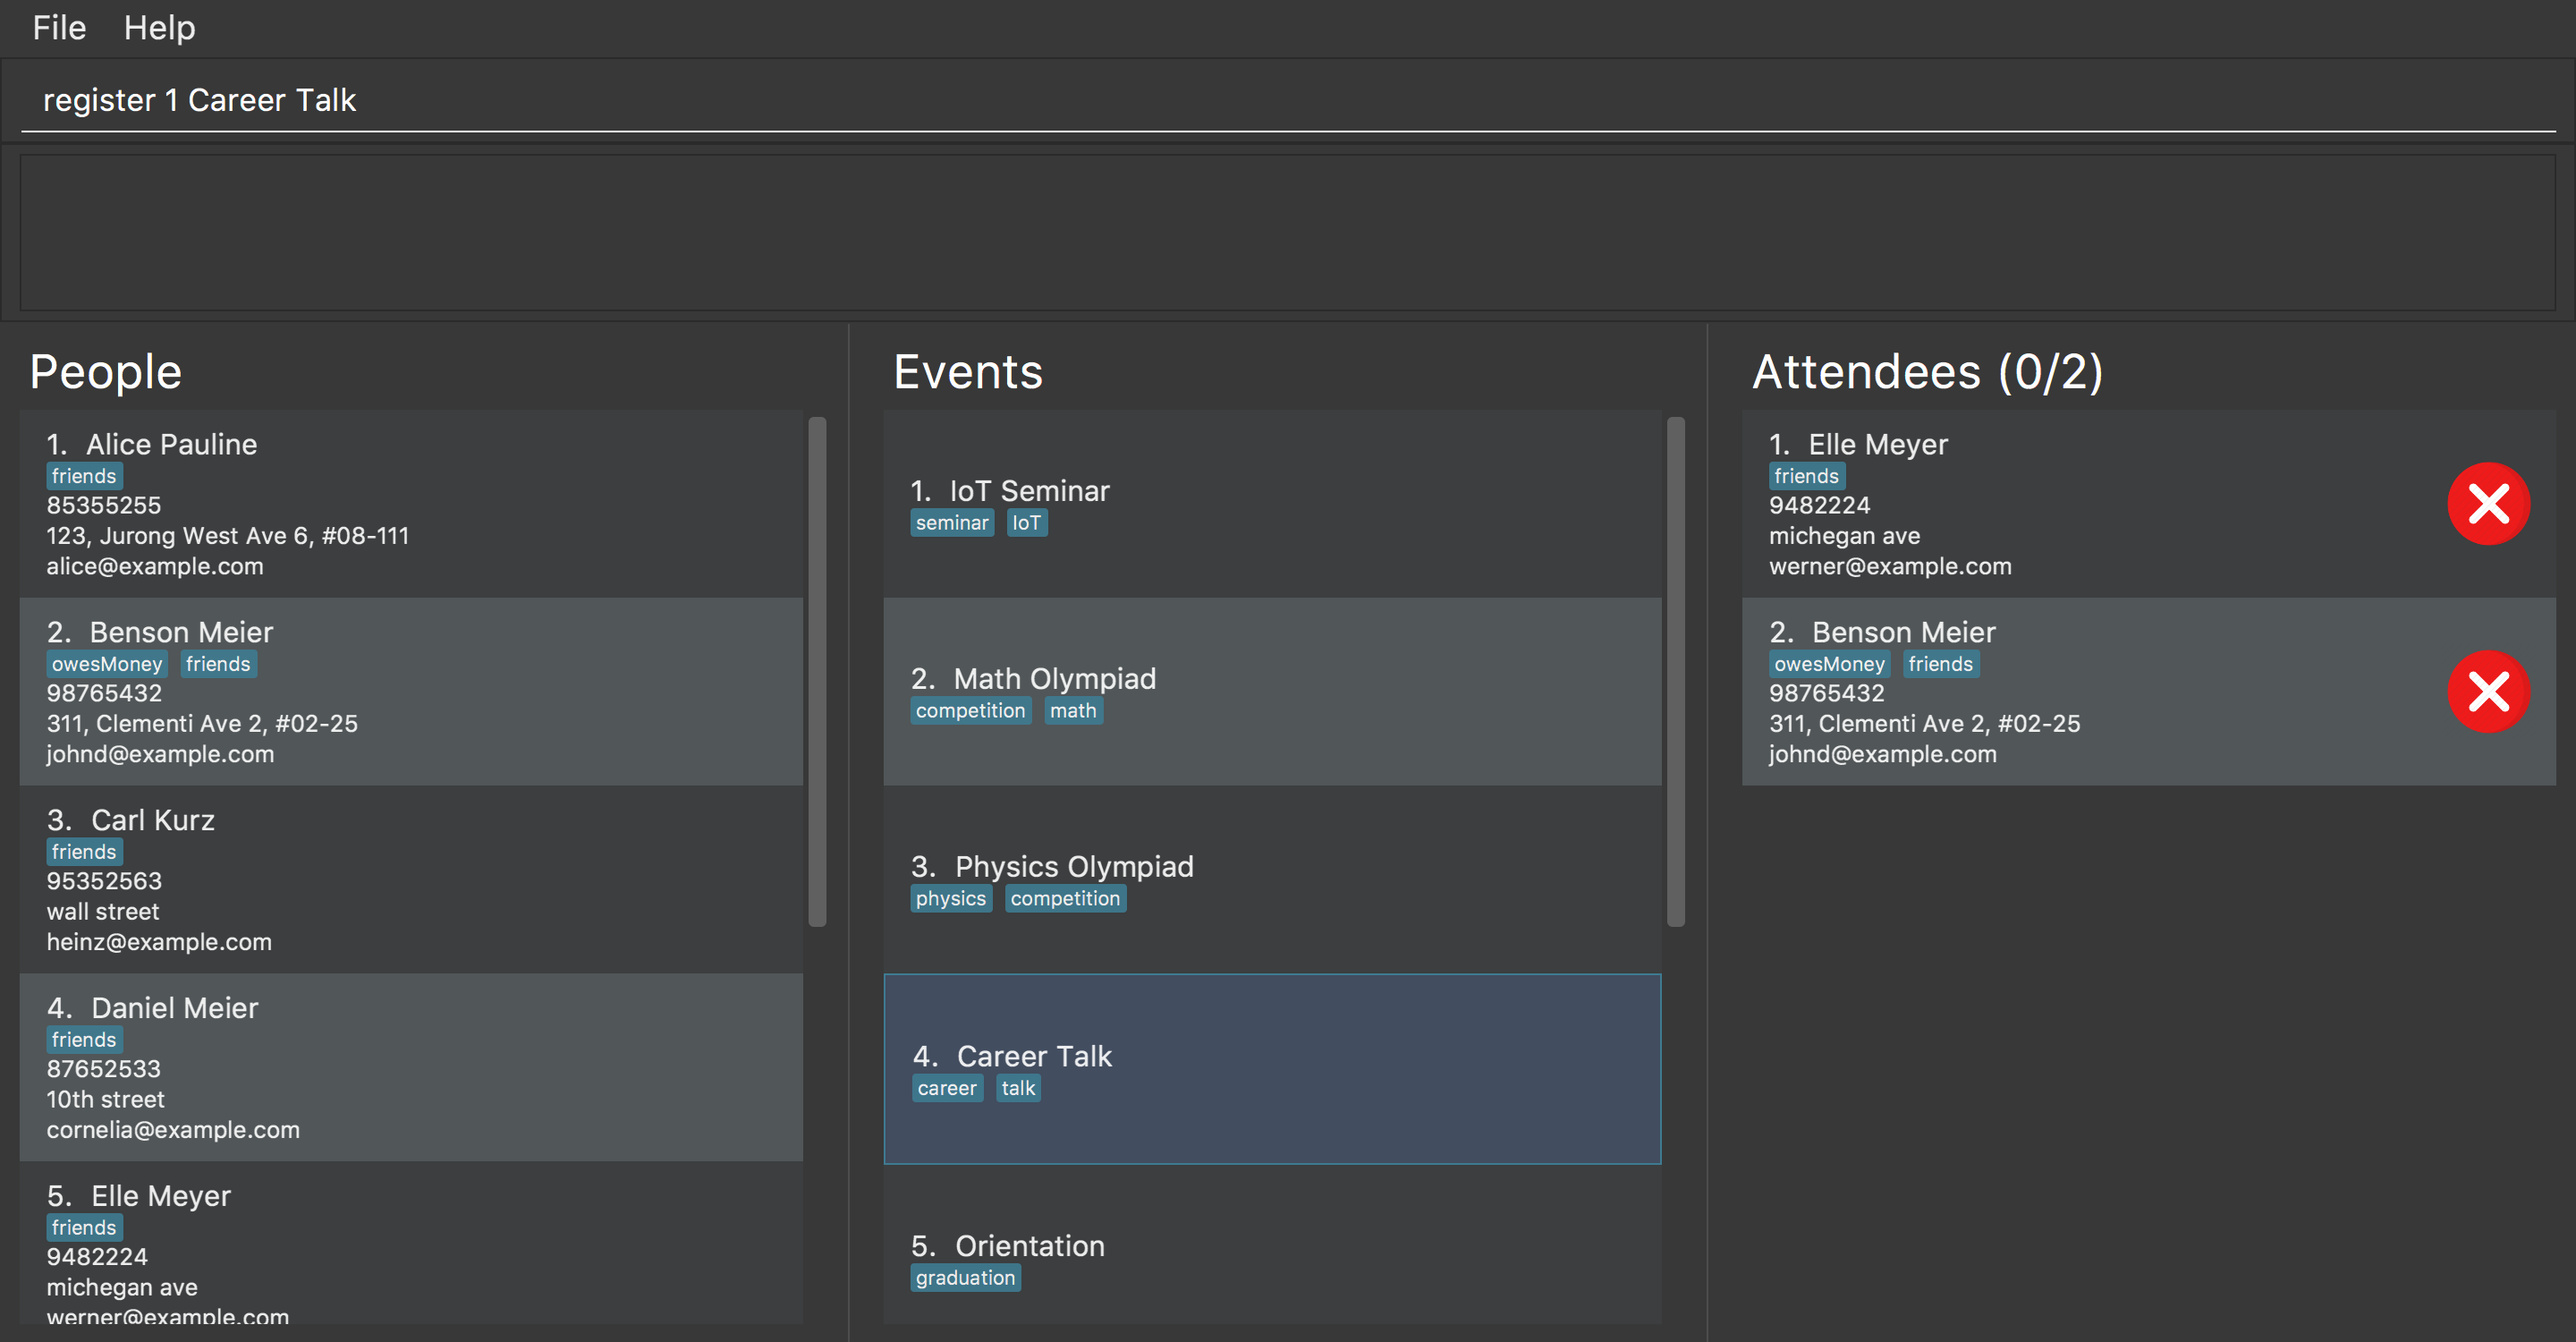 File Help
register 1 Career Talk
People
1. Alice Pauline
friends
85355255
123, Jurong West Ave 6, #08-111
alice@example.com
2. Benson Meier
owesMoney friends
98765432
311, Clementi Ave 2, #02-25
johnd@example.com
3. Carl Kurz
friends
95352563
wall street
heinz@example.com
4. Daniel Meier
friends
87652533
10th street
cornelia@example.com
5. Elle Meyer
friends
9482224
michegan ave
werner@example.com
Events
1. IoT Seminar
seminar IoT
2. Math Olympiad
competition math
3. Physics Olympiad
physics competition
4. Career Talk
career talk
5. Orientation
graduation
Attendees (0/2)
1. Elle Meyer
friends
9482224
michegan ave
werner@example.com
2. Benson Meier
owesMoney friends
98765432
311, Clementi Ave 2, #02-25
johnd@example.com